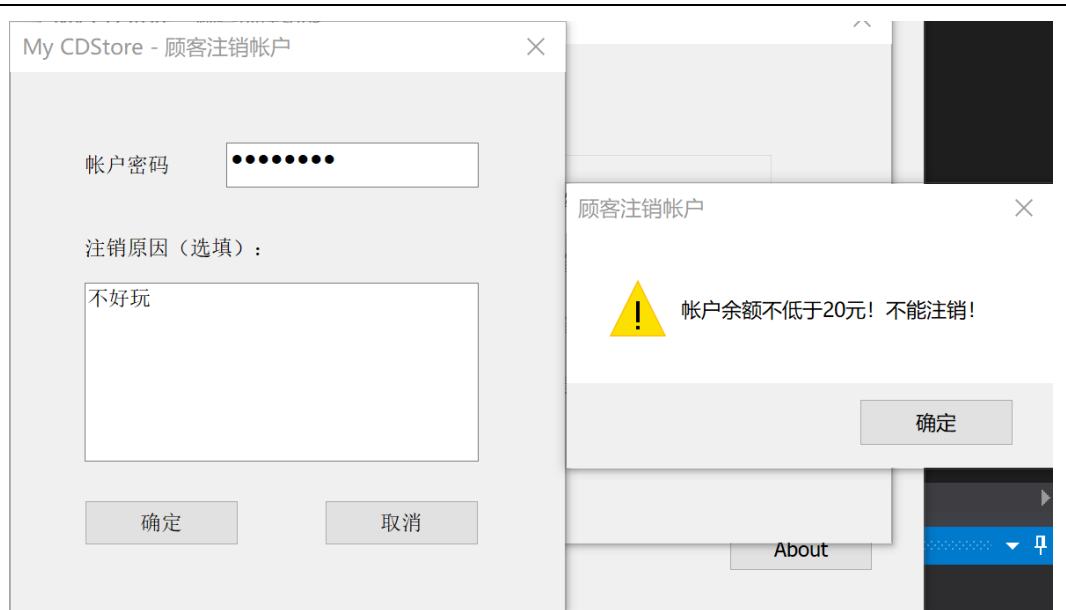 My CDStore - 顾客注销帐户
帐户密码
注销原因（选填）：
不好玩
确定
取消
顾客注销帐户
帐户余额不低于20元！不能注销！
确定
About